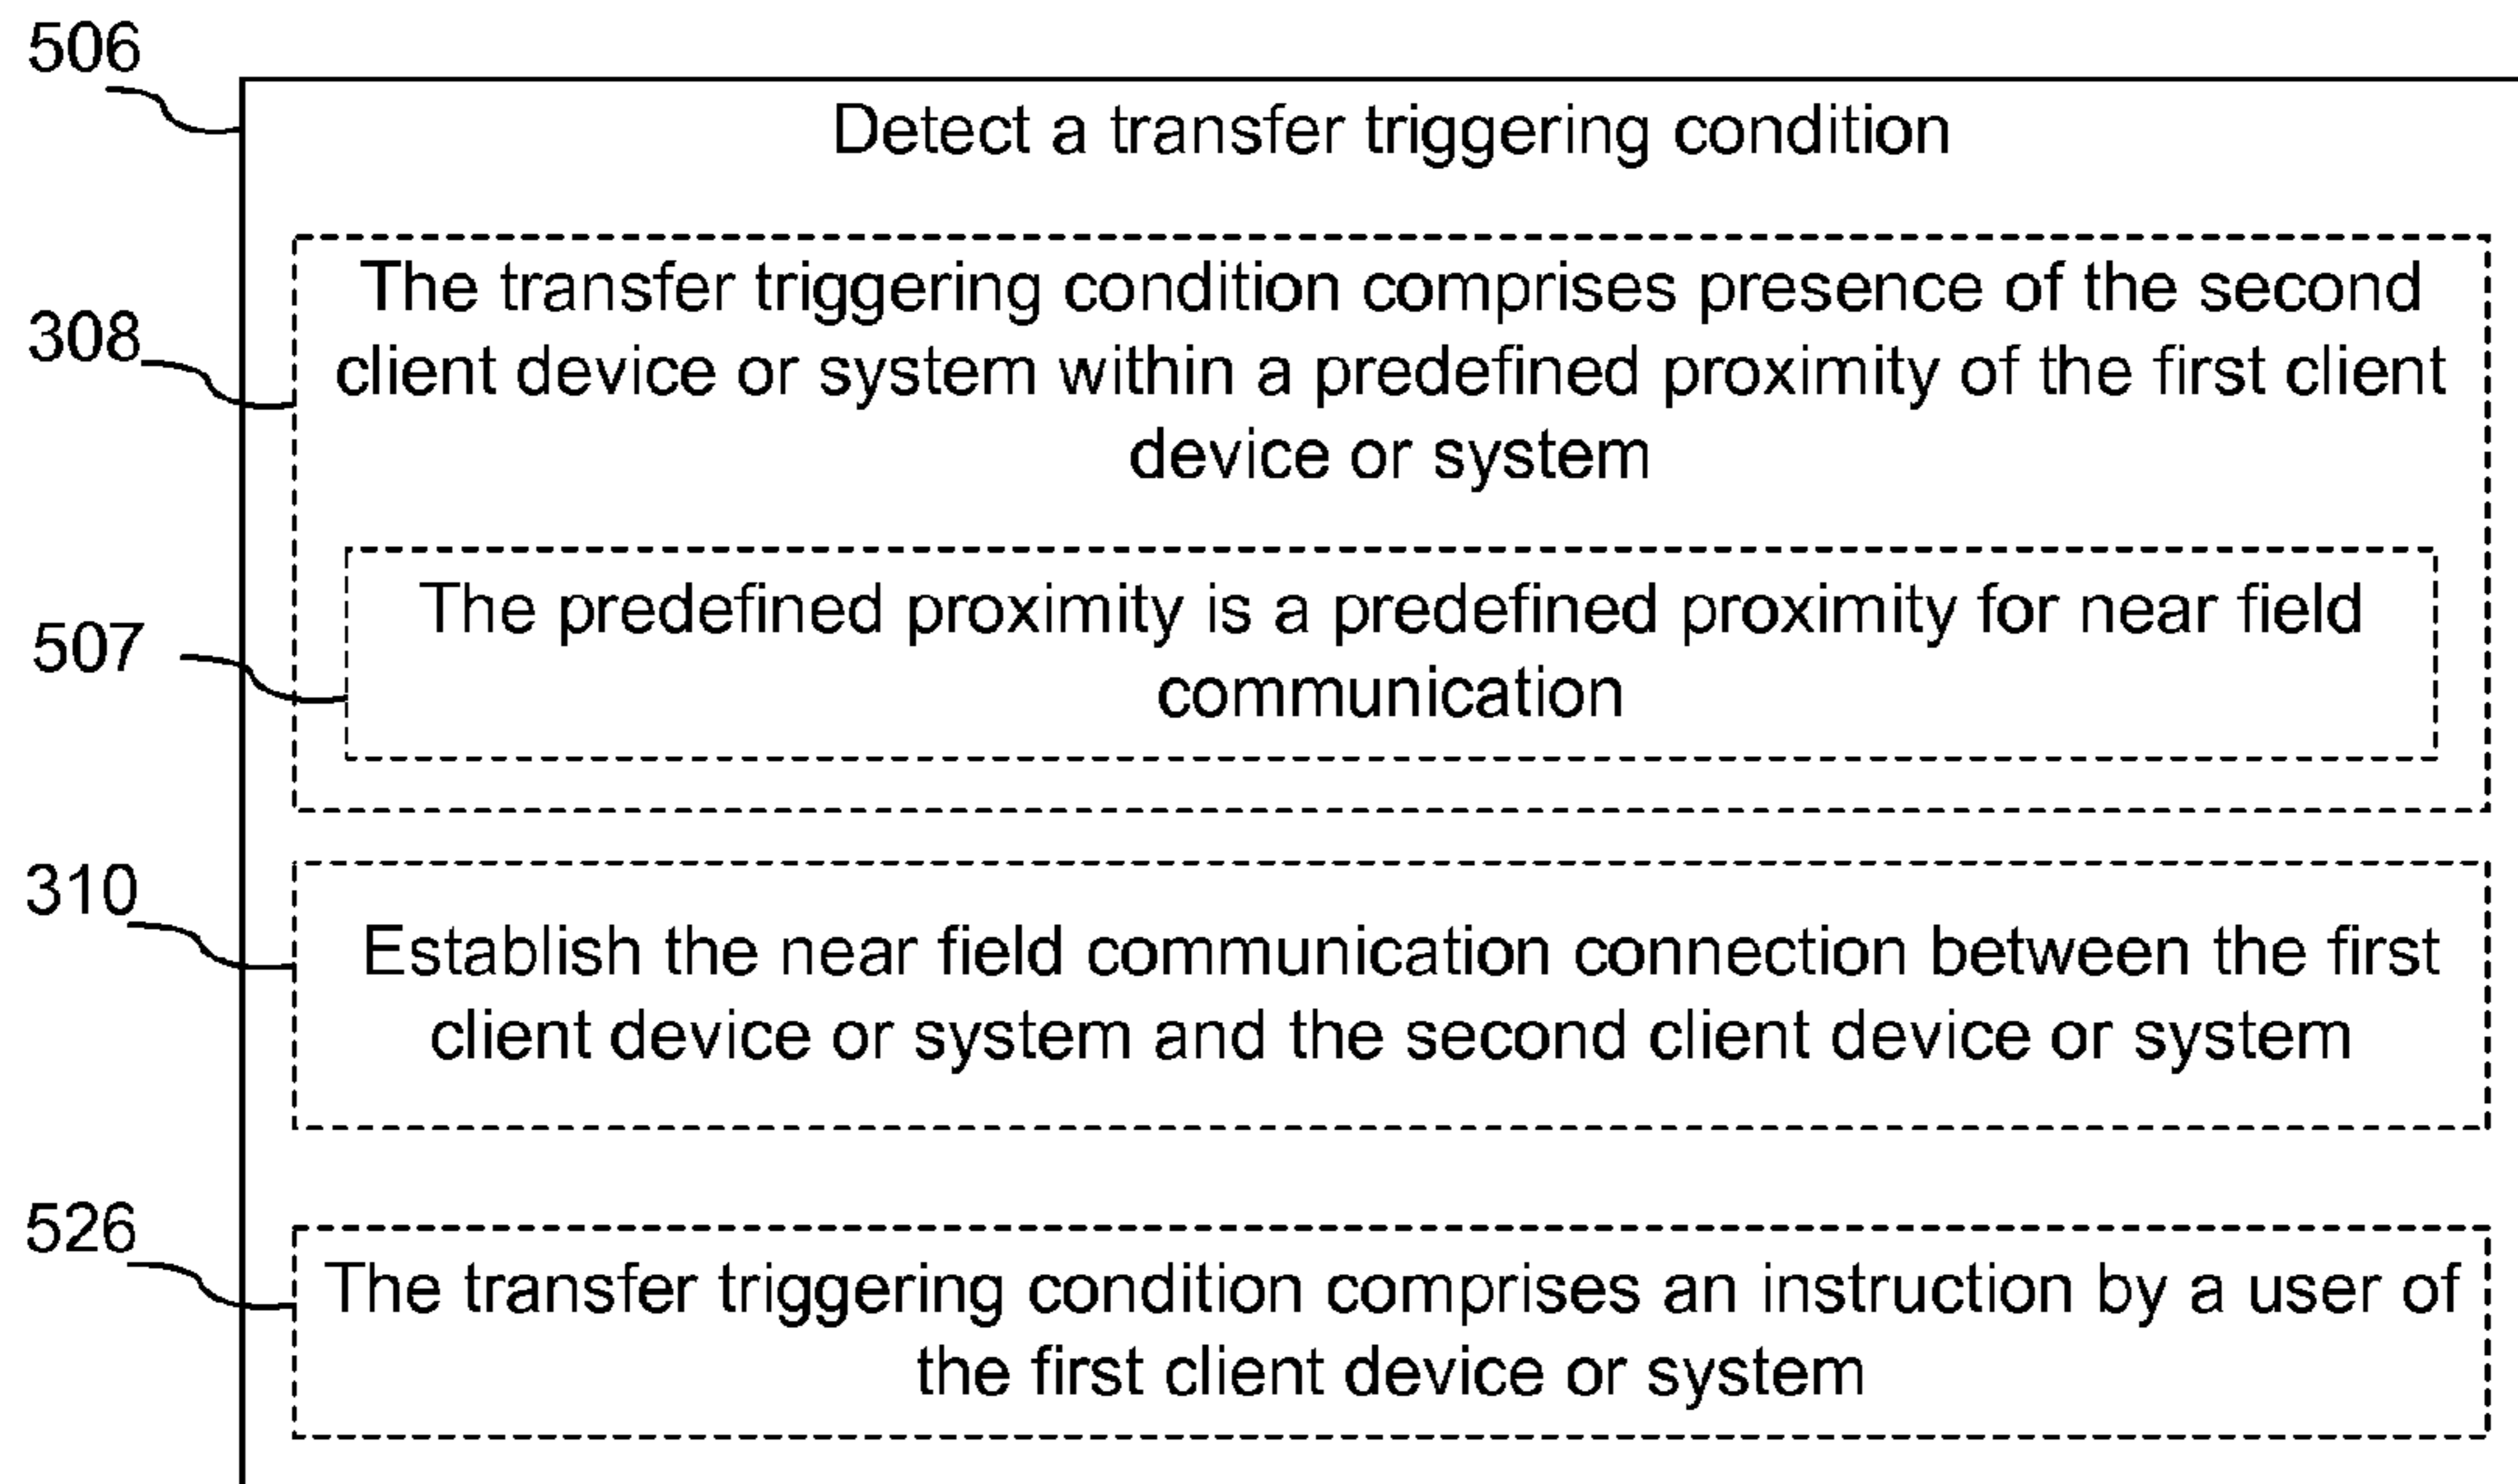 506
Detect a transfer triggering condition
308
The transfer triggering condition comprises presence of the second
client device or system within a predefined proximity of the first client
device or system
507
The predefined proximity is a predefined proximity for near field
communication
310
Establish the near field communication connection between the first
client device or system and the second client device or system
526
The transfer triggering condition comprises an instruction by a user of
the first client device or system